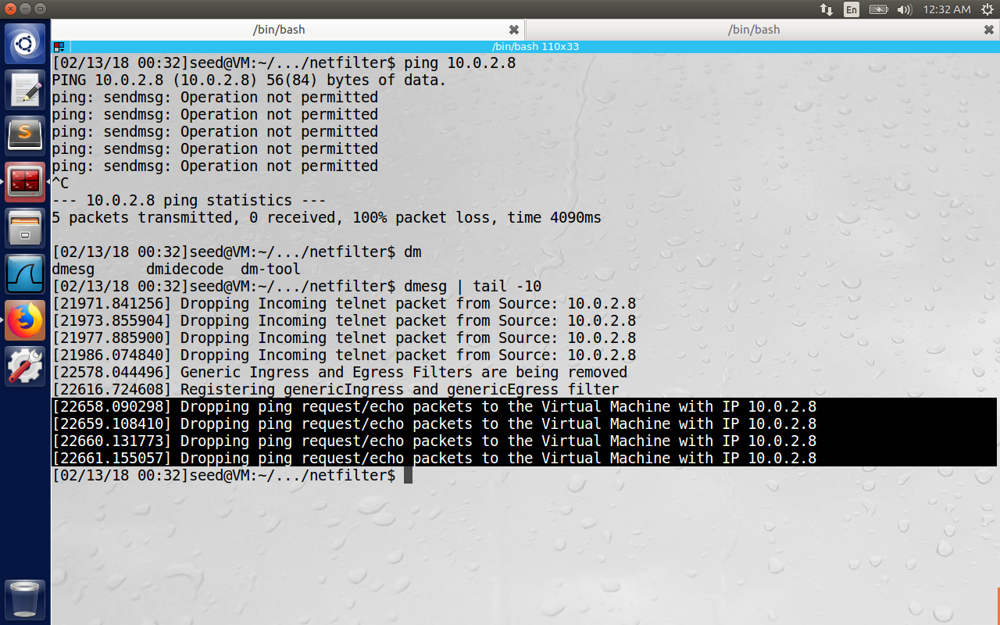 En 12:32 AM
/bin/bash /bin/bash
/bin/bash 110x33
[02/13/18 00:32]seed@VM:~/.../netfilter$ ping 10.0.2.8
PING 10.0.2.8 (10.0.2.8) 56(84) bytes of data.
ping: sendmsg: Operation not permitted
ping: sendmsg: Operation not permitted
ping: sendmsg: Operation not permitted
ping: sendmsg: Operation not permitted
ping: sendmsg: Operation not permitted
^C
--- 10.0.2.8 ping statistics ---
5 packets transmitted, 0 received, 100% packet loss, time 4090ms
[02/13/18 00:32]seed@VM:~/.../netfilter$ dm
dmesg      dmidecode  dm-tool
[02/13/18 00:32]seed@VM:~/.../netfilter$ dmesg | tail -10
[21971.841256] Dropping Incoming telnet packet from Source: 10.0.2.8
[21973.855904] Dropping Incoming telnet packet from Source: 10.0.2.8
[21977.885900] Dropping Incoming telnet packet from Source: 10.0.2.8
[21986.074840] Dropping Incoming telnet packet from Source: 10.0.2.8
[22578.044496] Generic Ingress and Egress Filters are being removed
[22616.724608] Registering genericIngress and genericEgress filter
[22658.090298] Dropping ping request/echo packets to the Virtual Machine with IP 10.0.2.8
[22659.108410] Dropping ping request/echo packets to the Virtual Machine with IP 10.0.2.8
[22660.131773] Dropping ping request/echo packets to the Virtual Machine with IP 10.0.2.8
[22661.155057] Dropping ping request/echo packets to the Virtual Machine with IP 10.0.2.8
[02/13/18 00:32]seed@VM:~/.../netfilter$